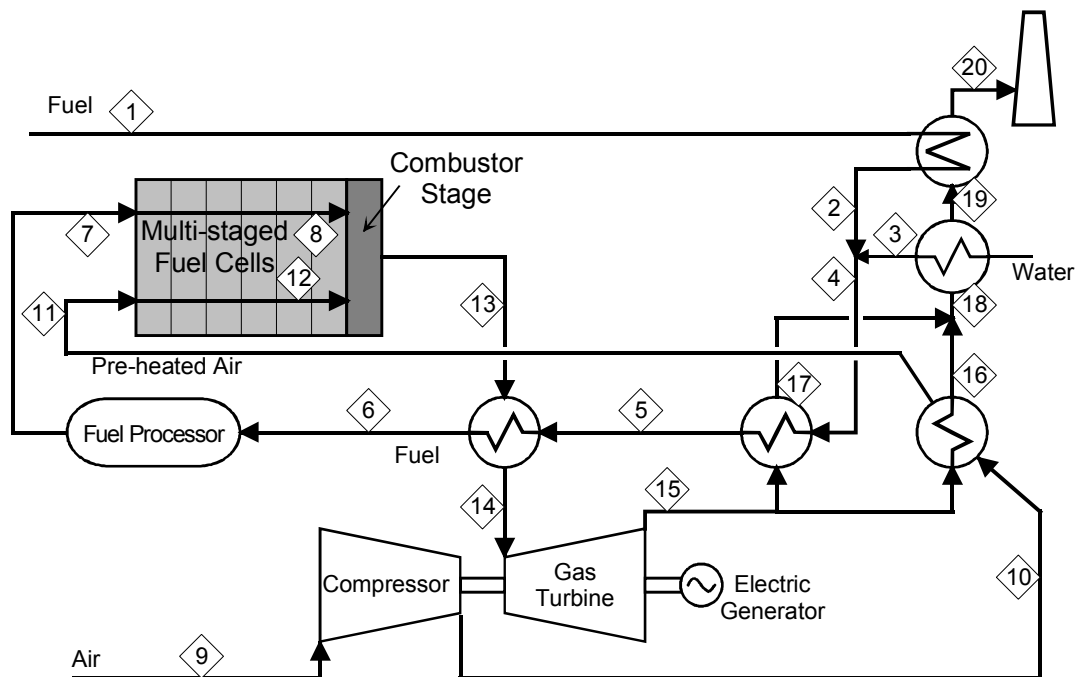 20
Fuel
1
Combustor
Stage
7
Multi-staged
Fuel Cells
8
2
19
3
Water
12
4
11
13
18
Pre-heated Air
17
16
6
5
Fuel Processor
Fuel
14
15
Compressor
Gas
Turbine
Electric
Generator
10
Air
9